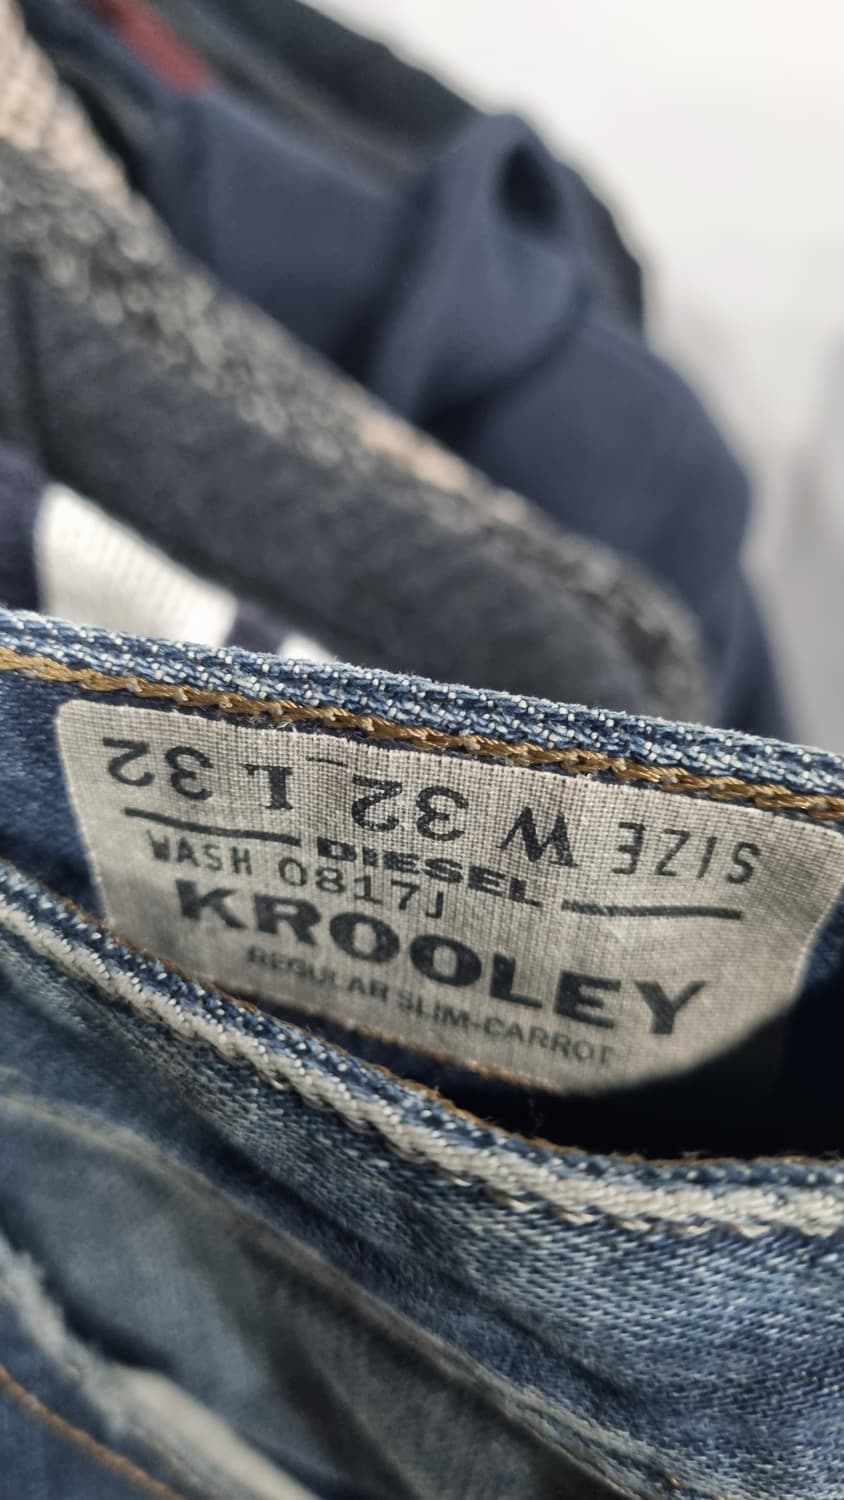 SIZE W 32 L 32
DIESEL
WASH 0817J
KROOLEY
REGULAR SLIM-CARROT